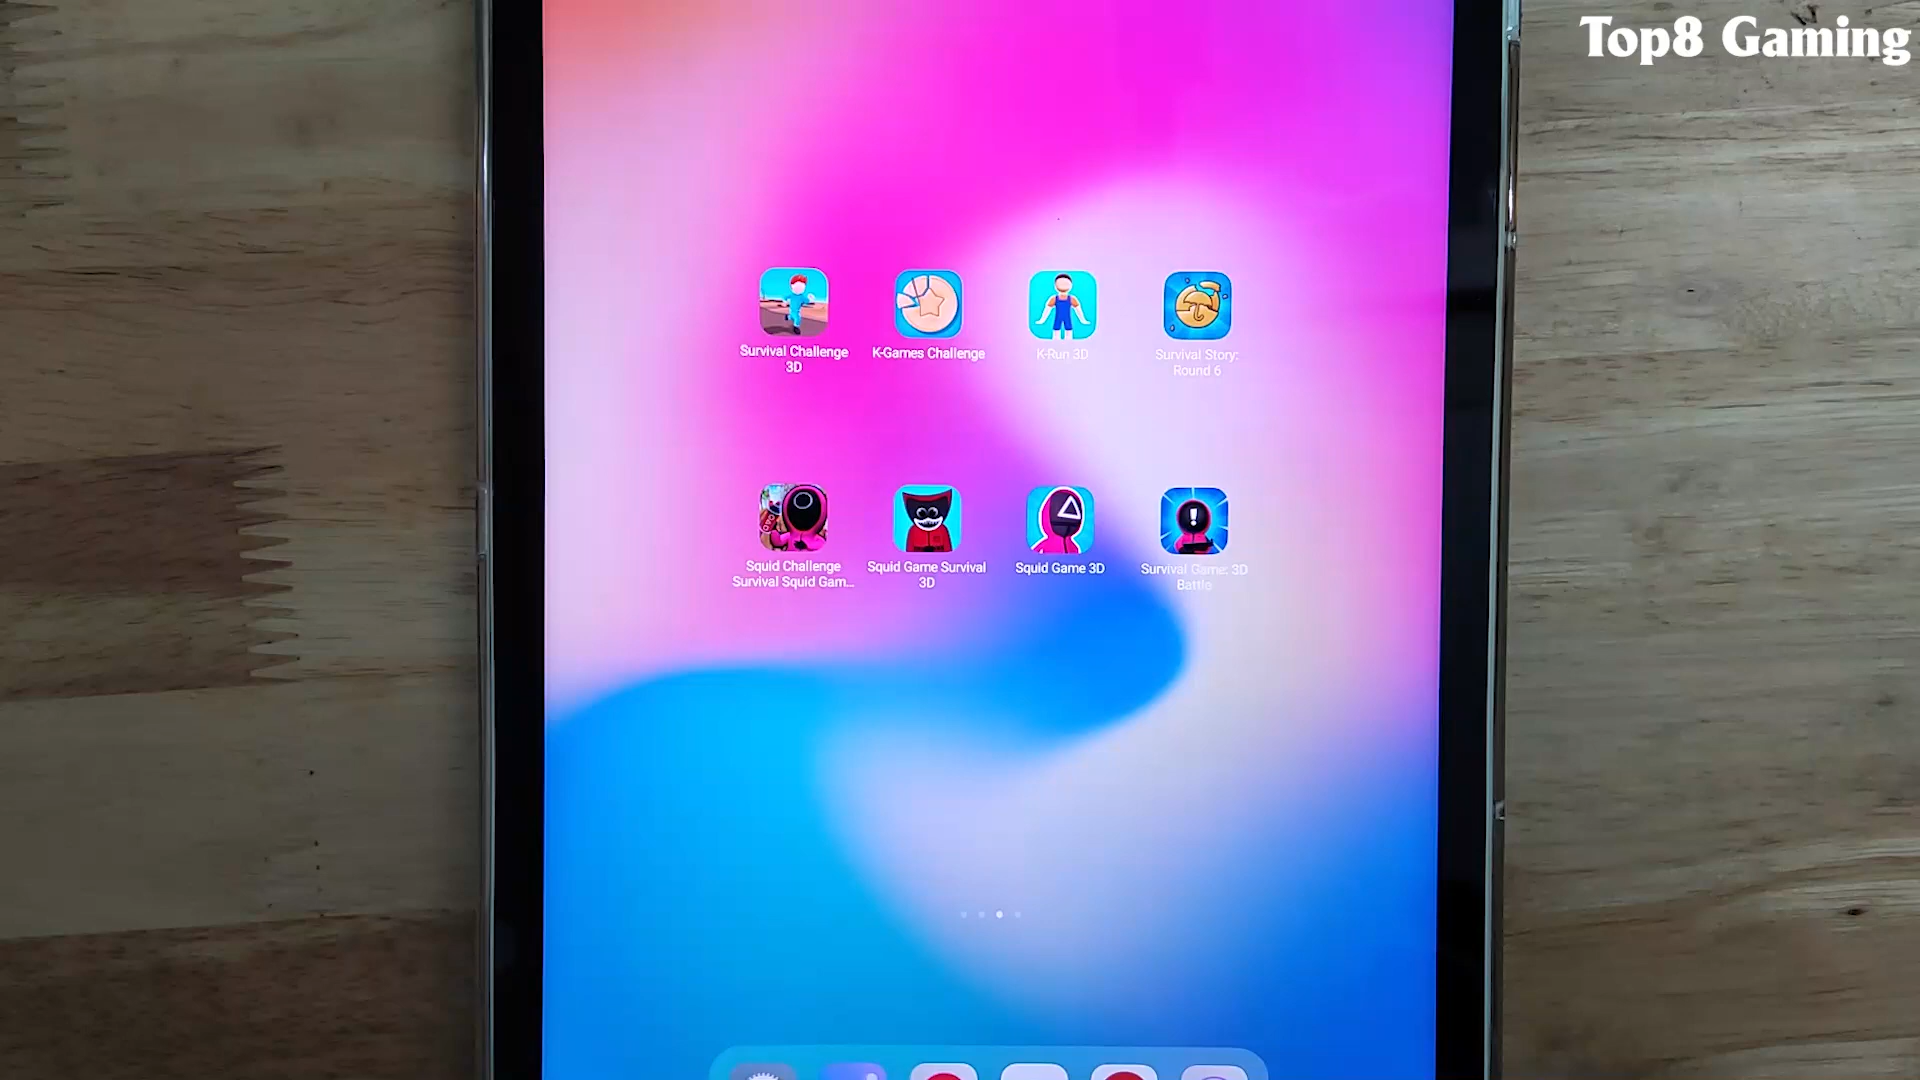 Top8 Gaming
Survival Challenge
3D
K-Games Challenge
K-Run 3D
Survival Story:
Round 6
Squid Challenge
Survival Squid Gam...
Squid Game Survival
3D
Squid Game 3D
Survival Game: 3D
Battle